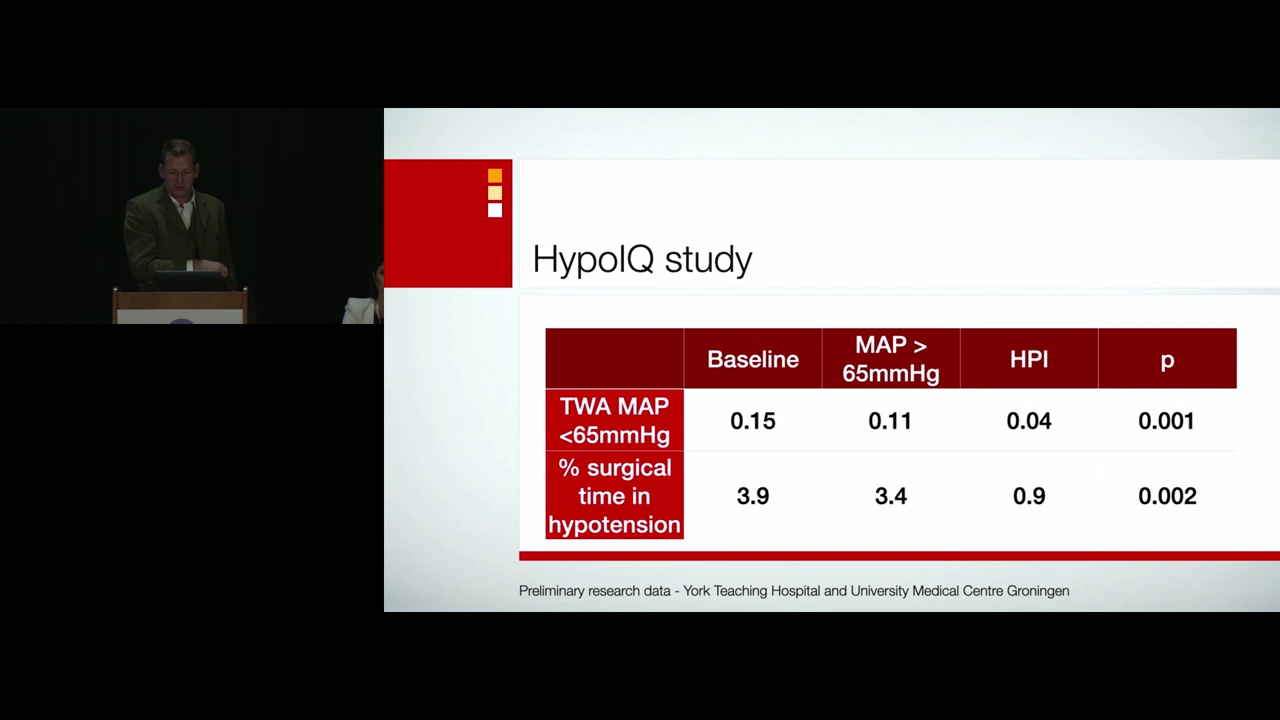 HypoIQ study
Baseline
MAP >
65mmHg
HPI
p
TWA MAP
<65mmHg
0.15
0.11
0.04
0.001
% surgical
time in
hypotension
3.9
3.4
0.9
0.002
Preliminary research data - York Teaching Hospital and University Medical Centre Groningen